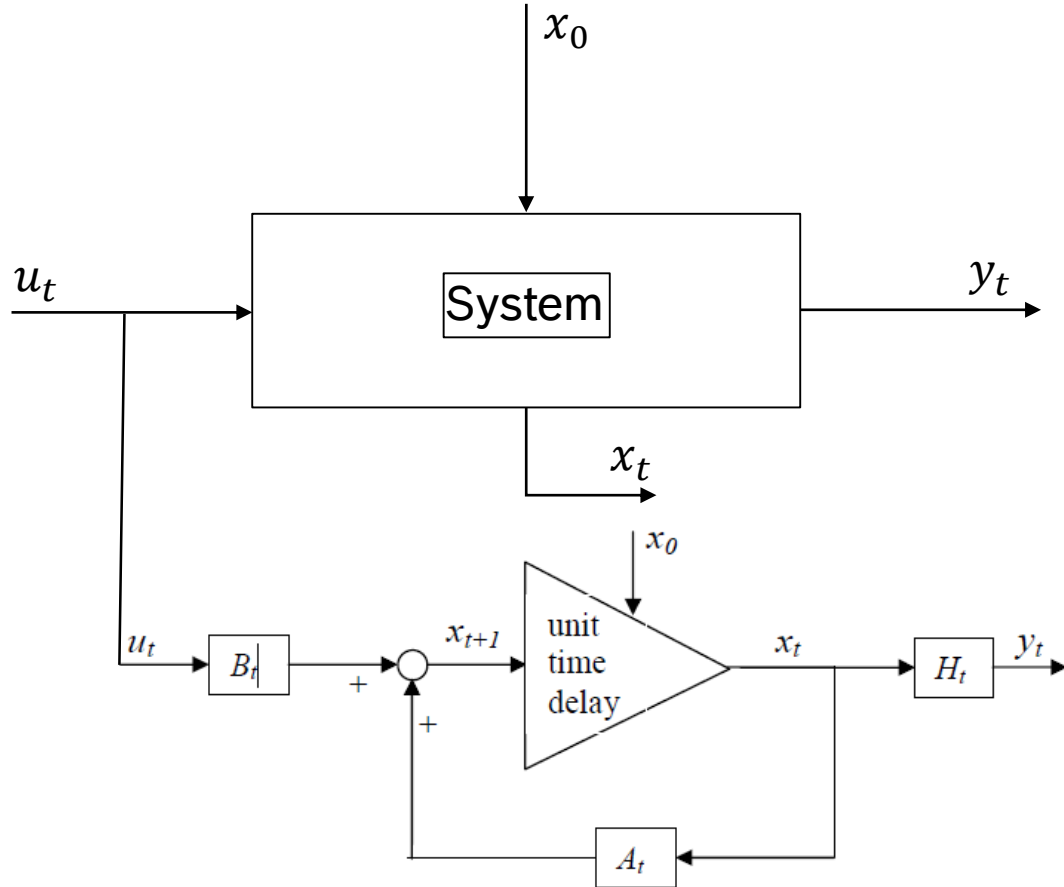 x₀
uₜ
System
yₜ
xₜ
x₀
uₜ
Bₜ
+
+
xₜ₊₁
unit
time
delay
xₜ
Hₜ
yₜ
Aₜ